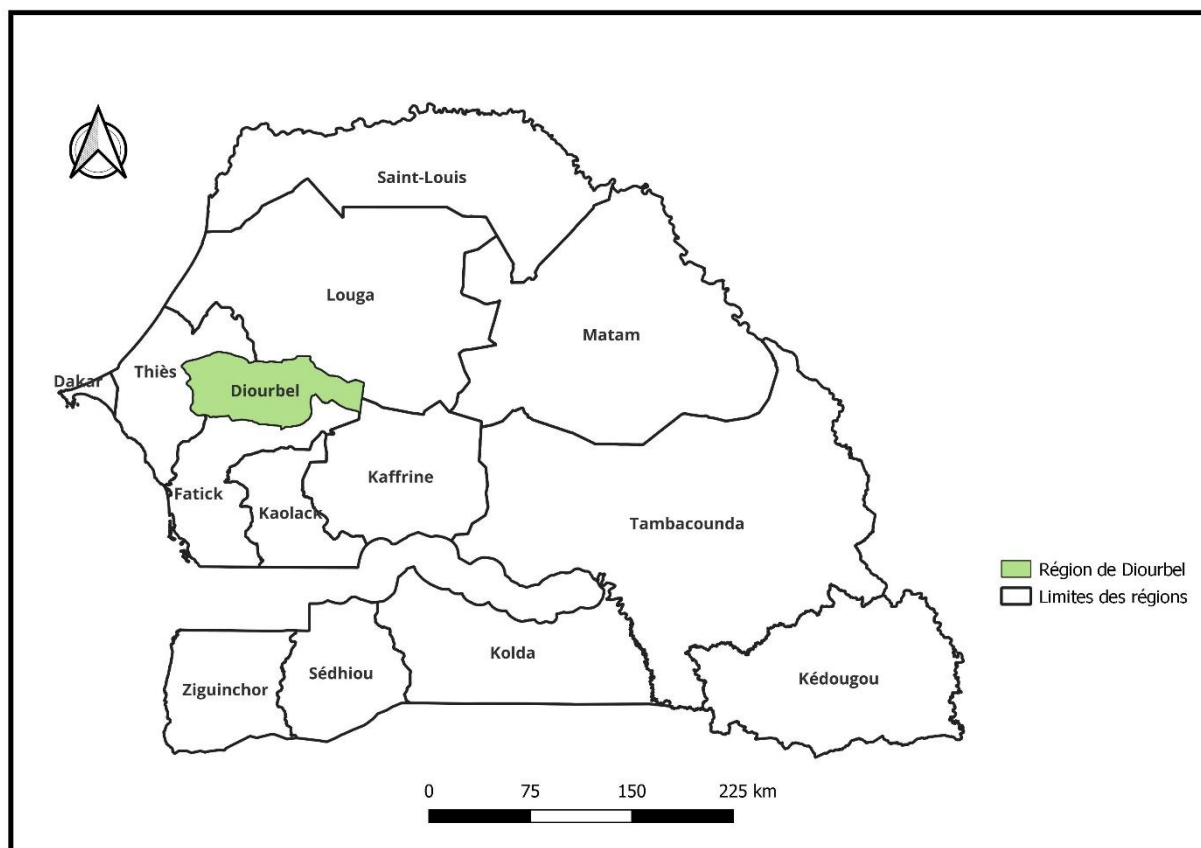 Saint-Louis
Louga
Matam
Thiès
Dakar
Diourbel
Kaffrine
Fatick
Kaolack
Tambacounda
Région de Diourbel
Limites des régions
Kolda
Sédhiou
Kédougou
Ziguinchor
0 75 150 225 km